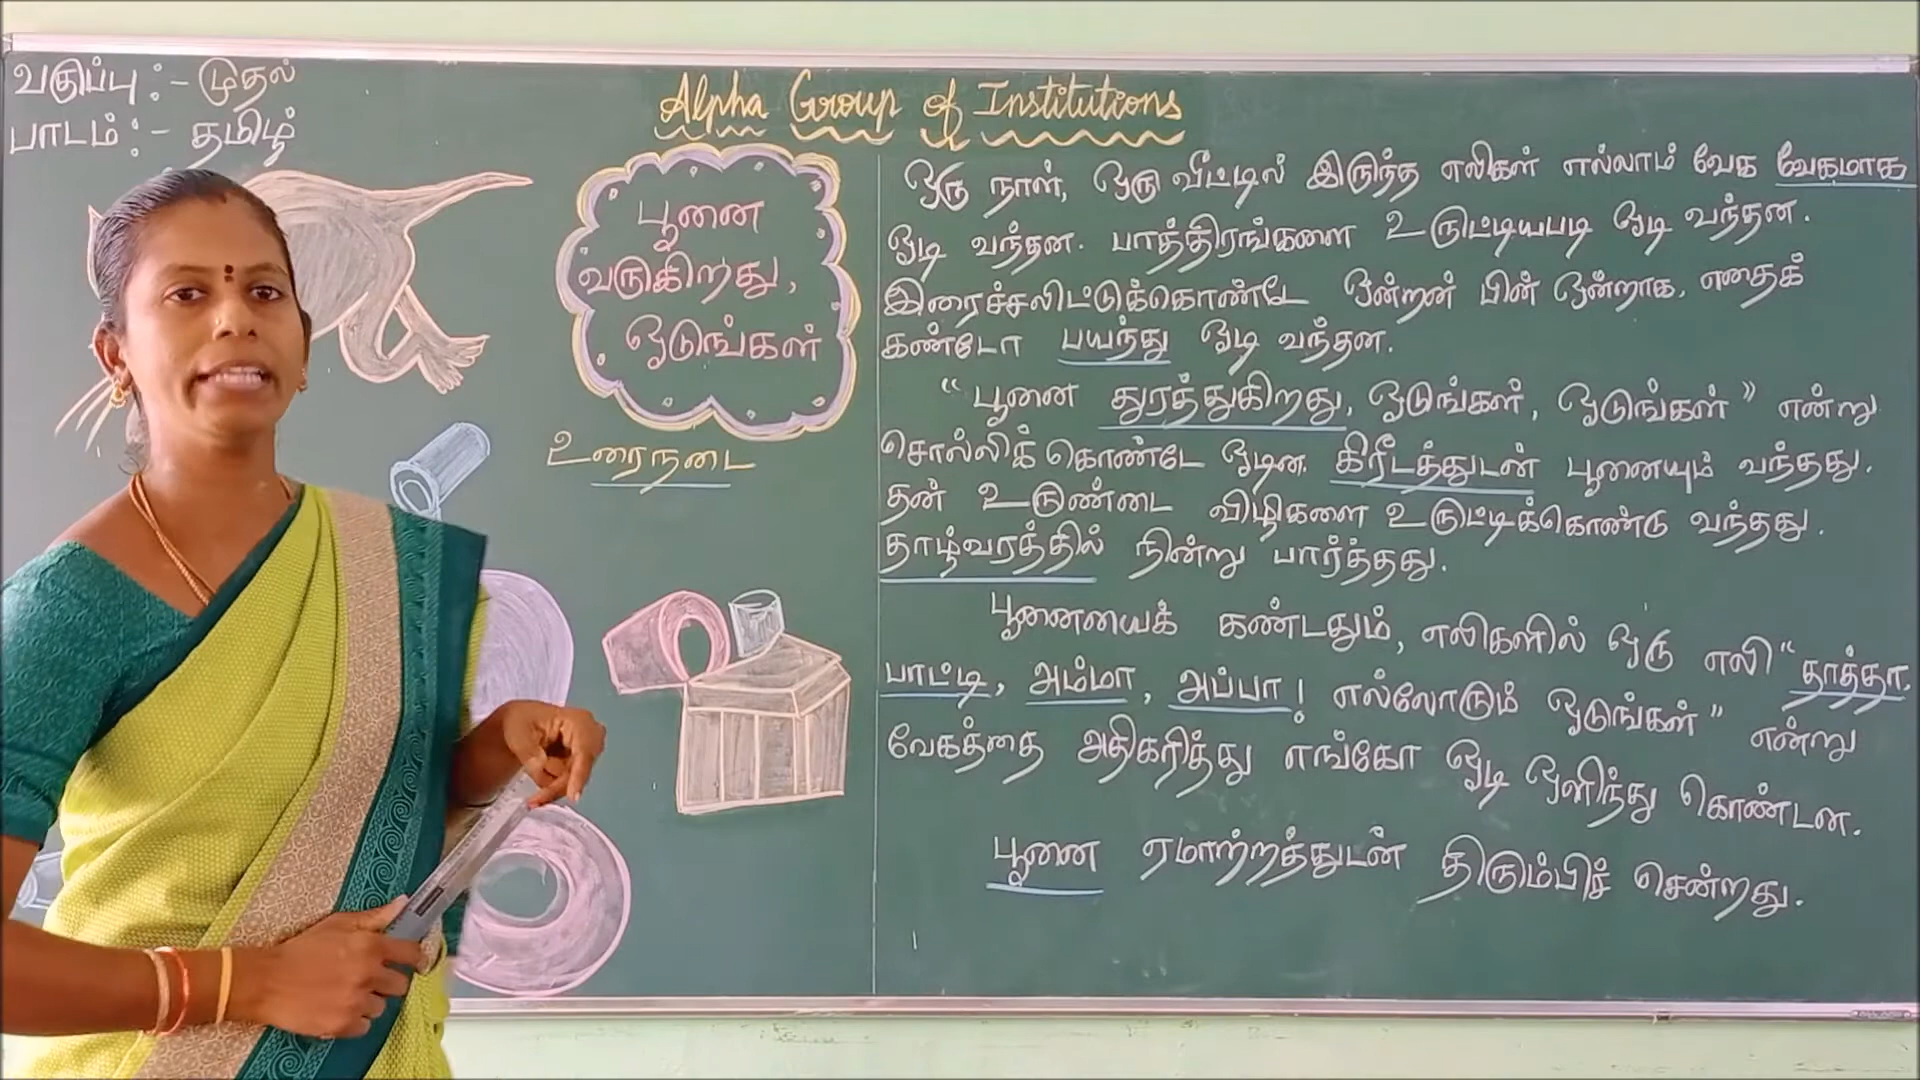 வகுப்பு :- முதல்
பாடம் :- தமிழ்
Alpha Group of Institutions
பூனை
வருகிறது,
ஓடுங்கள்
உரைநடை
ஒரு நாள், ஒரு வீட்டில் இருந்த எலிகள் எல்லாம் வேக வேகமாக
ஓடி வந்தன. பாத்திரங்களை உருட்டியபடி ஓடி வந்தன.
இரைச்சலிட்டுக்கொண்டே ஒன்றன் பின் ஒன்றாக, எதைக்
கண்டோ பயந்து ஓடி வந்தன.
“பூனை துரத்துகிறது, ஓடுங்கள், ஓடுங்கள்” என்று
சொல்லிக் கொண்டே ஓடின. கிரீடத்துடன் பூனையும் வந்தது.
தன் உருண்டை விழிகளை உருட்டிக்கொண்டு வந்தது.
தாழ்வரத்தில் நின்று பார்த்தது.
பூனையைக் கண்டதும், எலிகளில் ஒரு எலி “தாத்தா,
பாட்டி, அம்மா, அப்பா! எல்லோரும் ஓடுங்கள்” என்று
வேகத்தை அதிகரித்து எங்கோ ஓடி ஒளிந்து கொண்டன.
பூனை ஏமாற்றத்துடன் திரும்பிச் சென்றது.